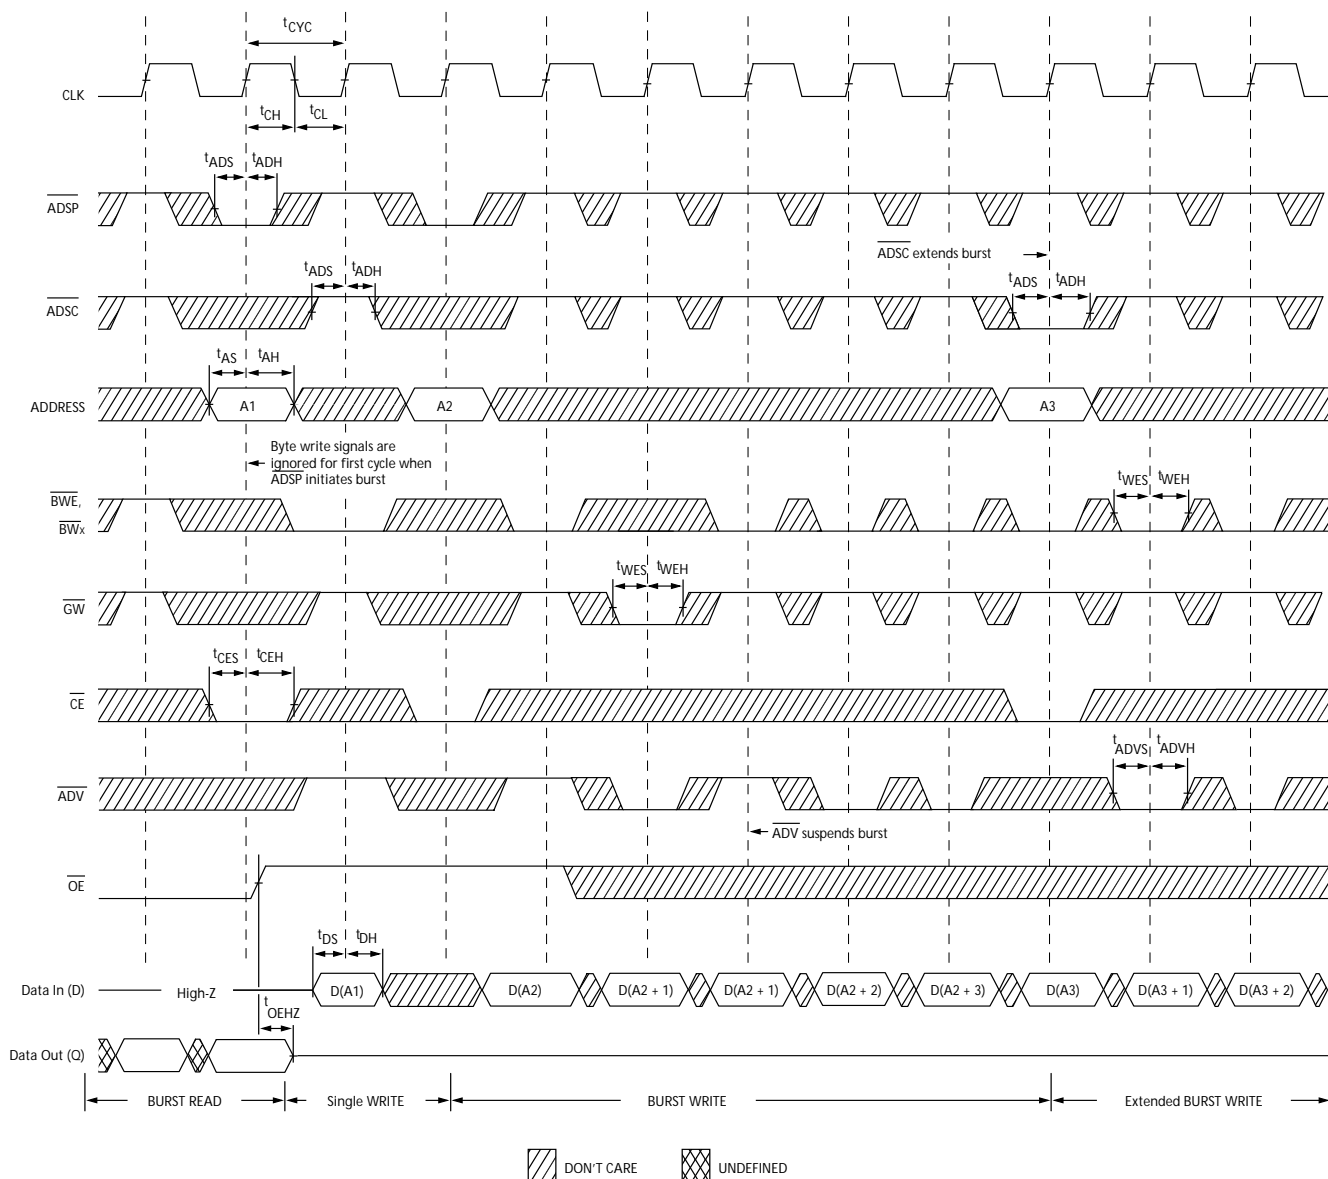 tCYC
CLK
tCH
tCL
tADS
tADH
ADSP
ADSC extends burst
tADS
tADH
tADS
tADH
ADSC
tAS
tAH
ADDRESS
A1
A2
A3
Byte write signals are
ignored for first cycle when
ADSP initiates burst
BWE,
BWX
tWES
tWEH
tWES
tWEH
GW
tCES
tCEH
CE
tADVS
tADVH
ADV
ADV suspends burst
OE
tDS
tDH
Data In (D)
High-Z
D(A1)
D(A2)
D(A2 + 1)
D(A2 + 1)
D(A2 + 2)
D(A2 + 3)
D(A3)
D(A3 + 1)
D(A3 + 2)
tOEHZ
Data Out (Q)
BURST READ
Single WRITE
BURST WRITE
Extended BURST WRITE
DON'T CARE
UNDEFINED